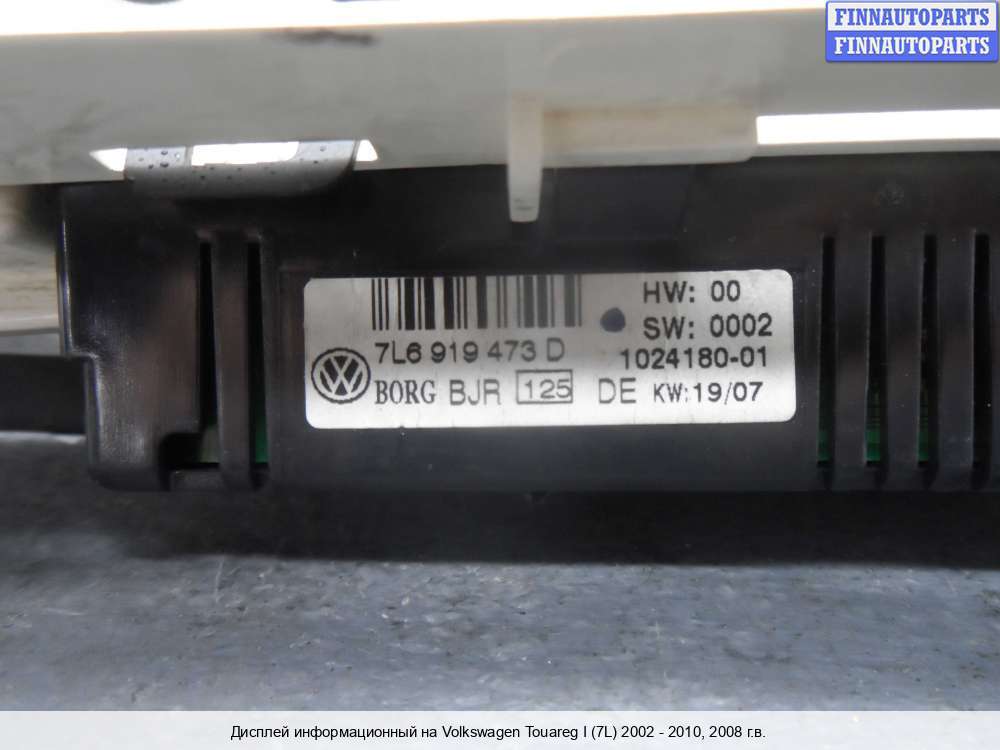 FINNAUTOPARTS
FINNAUTOPARTS
HW: 00
SW: 0002
7L6 919 473 D
1024180-01
BORG BJR 125 DE KW: 19/07
Дисплей информационный на Volkswagen Touareg I (7L) 2002 - 2010, 2008 г.в.